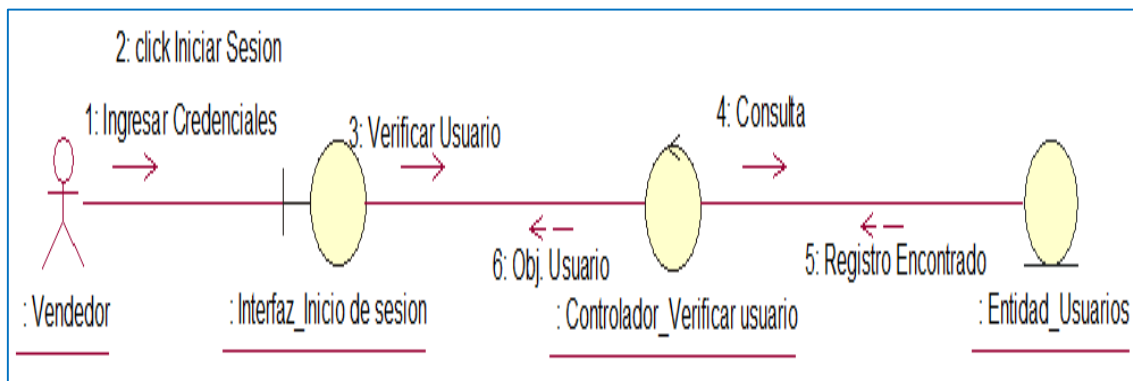 2: click Iniciar Sesion
1: Ingresar Credenciales
3: Verificar Usuario
4: Consulta
6: Obj. Usuario
5: Registro Encontrado
: Vendedor
: Interfaz_Inicio de sesion
: Controlador_Verificar usuario
: Entidad_Usuarios